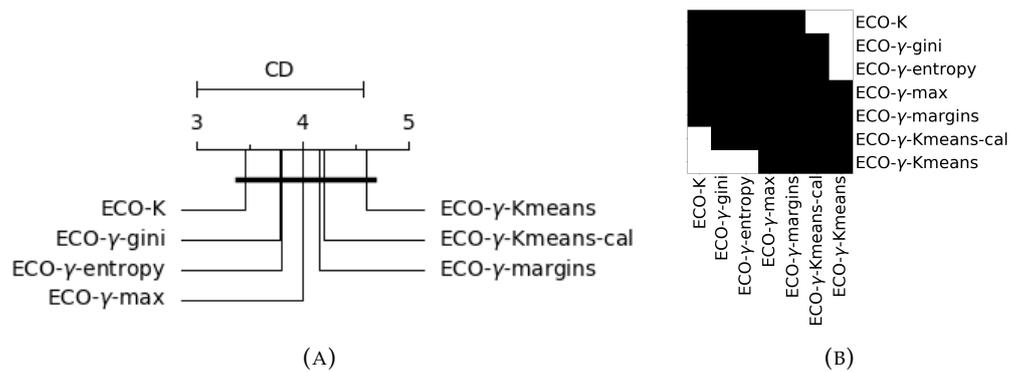 CD
3 4 5
ECO-K
ECO-γ-gini
ECO-γ-entropy
ECO-γ-max
ECO-γ-Kmeans
ECO-γ-Kmeans-cal
ECO-γ-margins
(A)
ECO-K
ECO-γ-gini
ECO-γ-entropy
ECO-γ-max
ECO-γ-margins
ECO-γ-Kmeans-cal
ECO-γ-Kmeans
ECO-K
ECO-γ-gini
ECO-γ-entropy
ECO-γ-max
ECO-γ-margins
ECO-γ-Kmeans-cal
ECO-γ-Kmeans
(B)